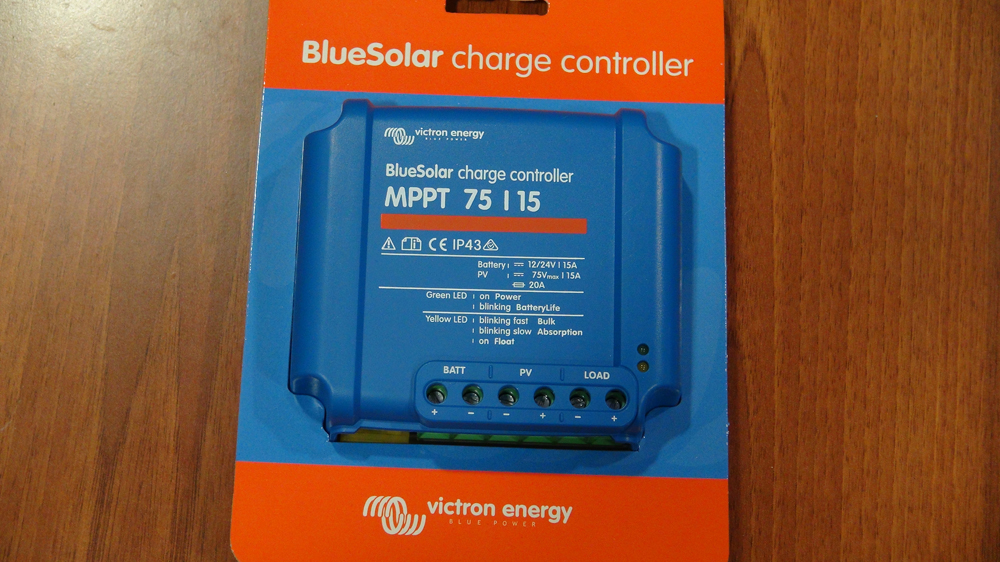 BlueSolar charge controller
victron energy
BLUE POWER
BlueSolar charge controller
MPPT 75 | 15
CE IP43
Battery: 12/24V | 15A
PV : 75Vmax | 15A
20A
Green LED : on Power
: blinking BatteryLife
Yellow LED : blinking fast Bulk
: blinking slow Absorption
: on Float
BATT PV LOAD
+ − − + − +
victron energy
BLUE POWER